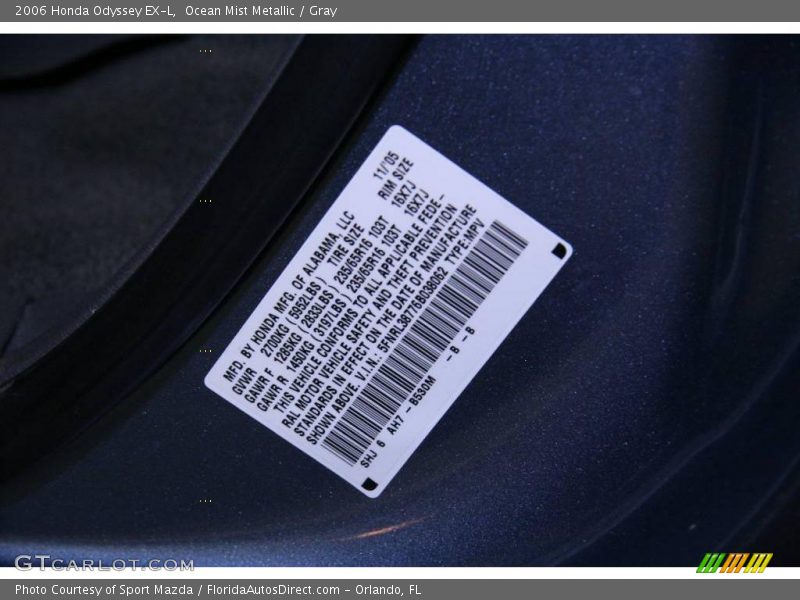 2006 Honda Odyssey EX-L, Ocean Mist Metallic / Gray
MFD. BY HONDA MFG. OF ALABAMA, LLC 11/'05
GVWR 2700KG (5952LBS) TIRE SIZE RIM SIZE
GAWR F 1285KG (2833LBS) 235/65R16 103T 16X7J
GAWR R 1450KG (3197LBS) 235/65R16 103T 16X7J
THIS VEHICLE CONFORMS TO ALL APPLICABLE FEDE-
RAL MOTOR VEHICLE SAFETY AND THEFT PREVENTION
STANDARDS IN EFFECT ON THE DATE OF MANUFACTURE
SHOWN ABOVE. V.I.N.: 5FNRL38776B038062 TYPE:MPV
SHJ 6 AH7 - B553DM - B - B
GTCARLOT.COM
Photo Courtesy of Sport Mazda / FloridaAutosDirect.com - Orlando, FL